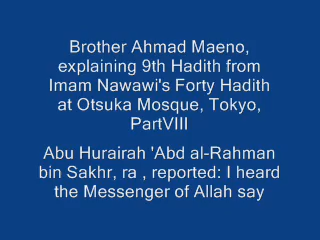 Brother Ahmad Maeno,
explaining 9th Hadith from
Imam Nawawi's Forty Hadith
at Otsuka Mosque, Tokyo,
PartVIII
Abu Hurairah 'Abd al-Rahman
bin Sakhr, ra , reported: I heard
the Messenger of Allah say